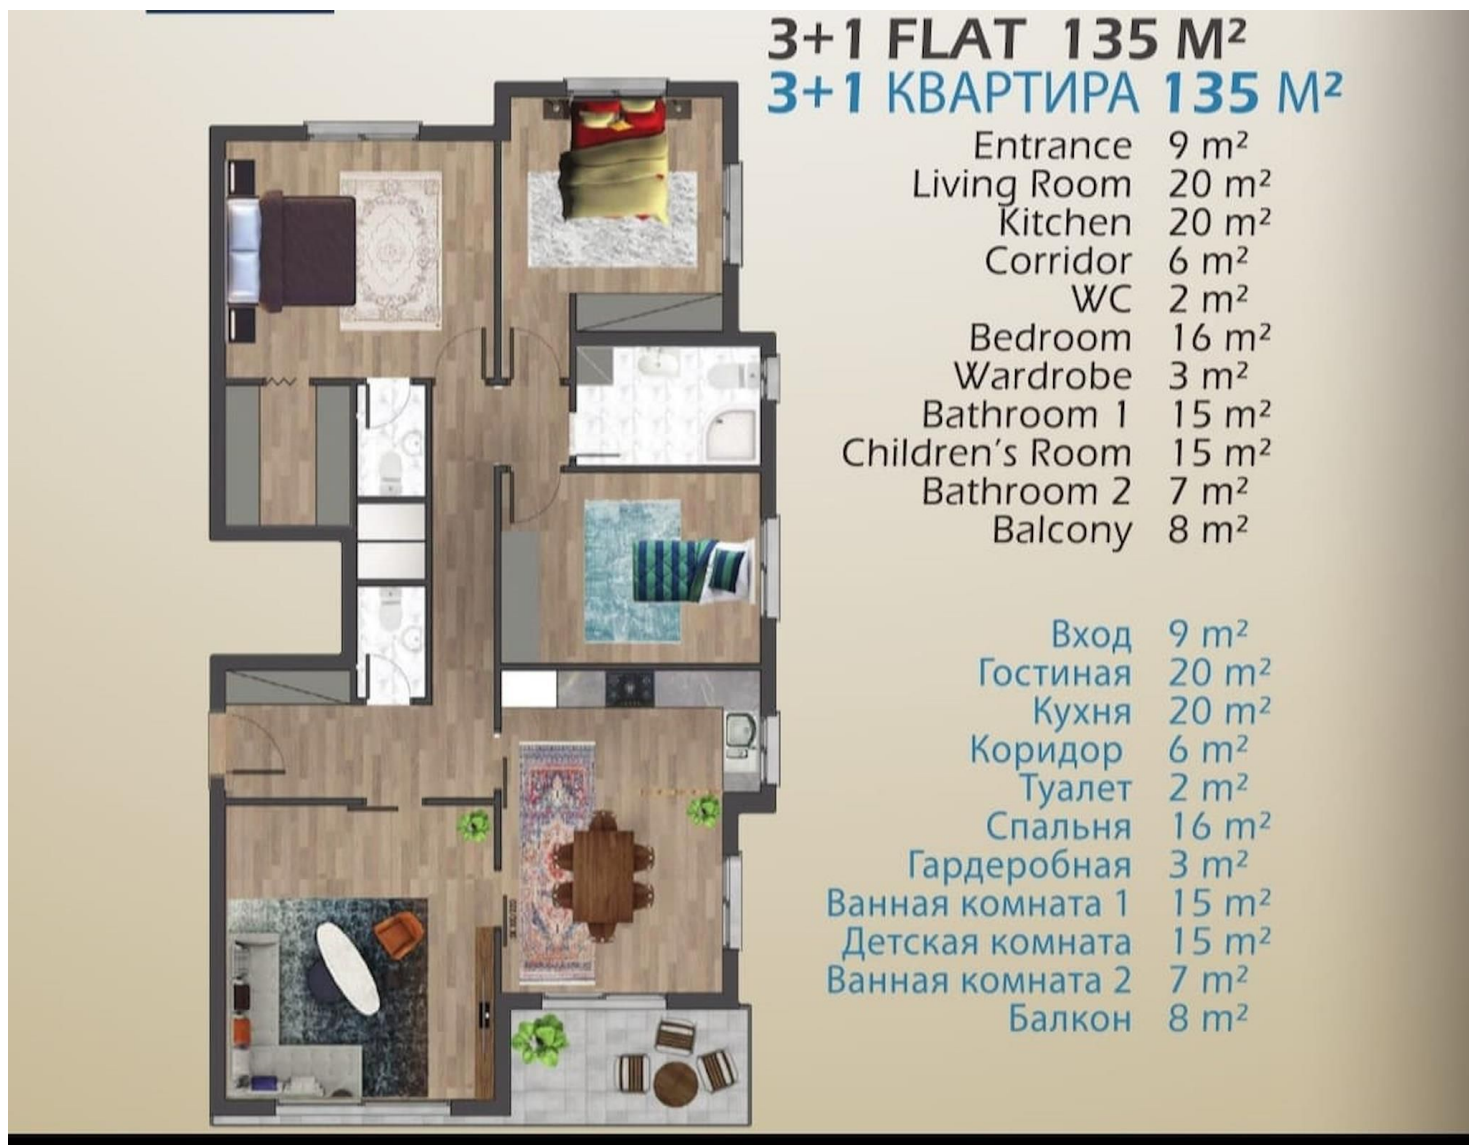 3+1 FLAT 135 M²
3+1 КВАРТИРА 135 М²
Entrance 9 m²
Living Room 20 m²
Kitchen 20 m²
Corridor 6 m²
WC 2 m²
Bedroom 16 m²
Wardrobe 3 m²
Bathroom 1 15 m²
Children's Room 15 m²
Bathroom 2 7 m²
Balcony 8 m²
Вход 9 m²
Гостиная 20 m²
Кухня 20 m²
Коридор 6 m²
Туалет 2 m²
Спальня 16 m²
Гардеробная 3 m²
Ванная комната 1 15 m²
Детская комната 15 m²
Ванная комната 2 7 m²
Балкон 8 m²